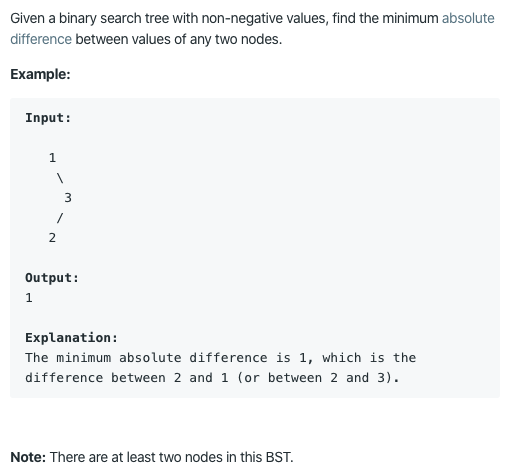 Given a binary search tree with non-negative values, find the minimum absolute
difference between values of any two nodes.
Example:
Input:
1
\
3
/
2
Output:
1
Explanation:
The minimum absolute difference is 1, which is the
difference between 2 and 1 (or between 2 and 3).
Note: There are at least two nodes in this BST.